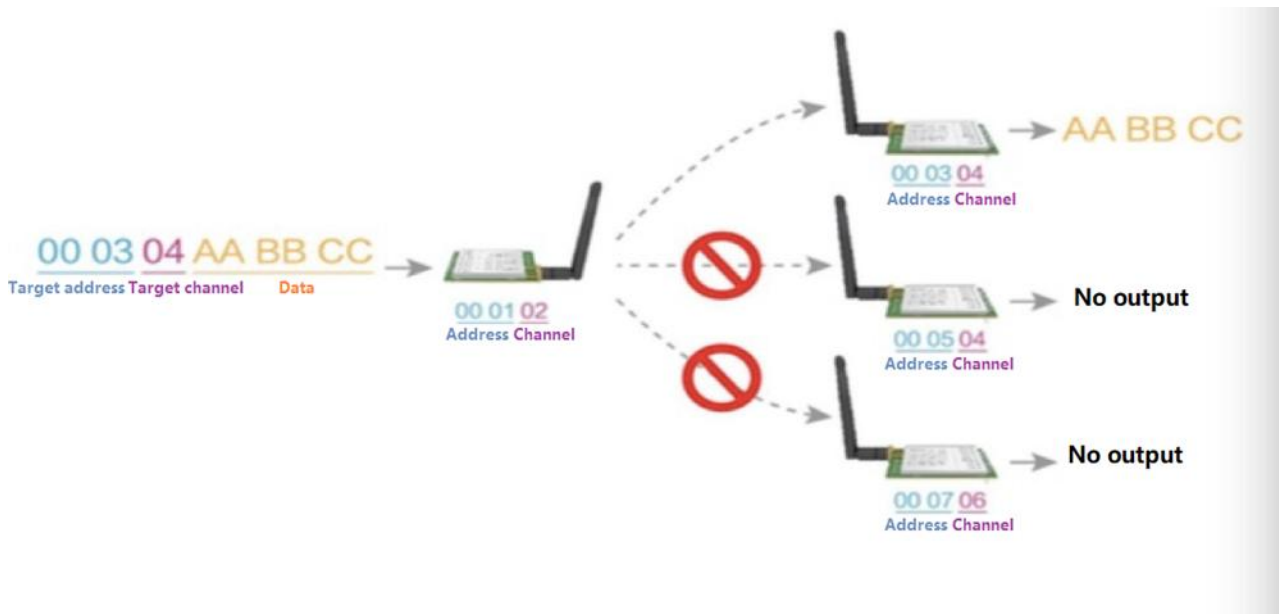 00 03 04 AA BB CC
Target address Target channel Data
00 01 02
Address Channel
AA BB CC
00 03 04
Address Channel
No output
00 05 04
Address Channel
No output
00 07 06
Address Channel